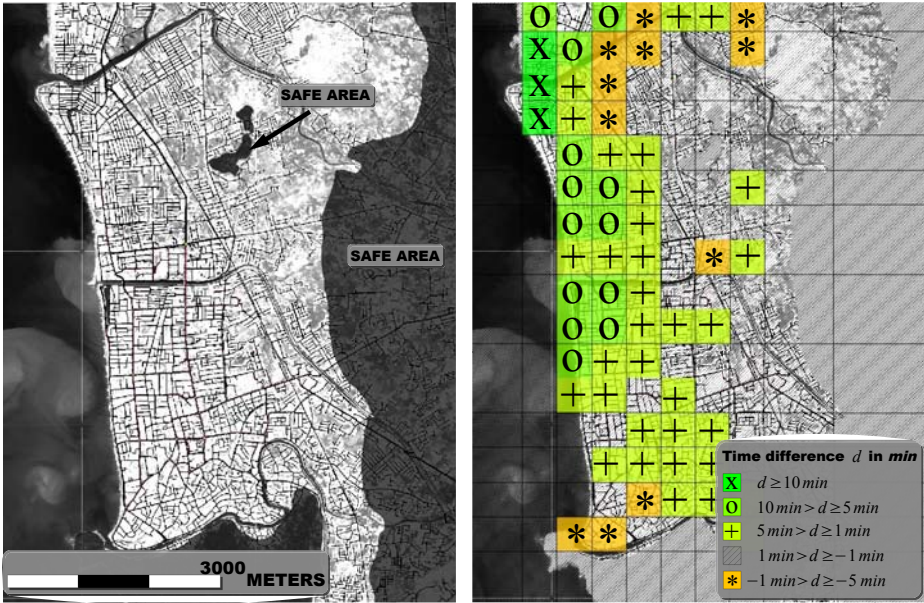 SAFE AREA
SAFE AREA
3000
METERS
O O * + + *
X O * * *
X + *
X + *
O + +
O O + +
O O +
+ + + * +
O O +
O O + + +
O + +
+ + +
+ + +
+ + + +
* + +
* *
Time difference d in min
X d ≥ 10 min
O 10 min > d ≥ 5 min
+ 5 min > d ≥ 1 min
1 min > d ≥ −1 min
* −1 min > d ≥ −5 min